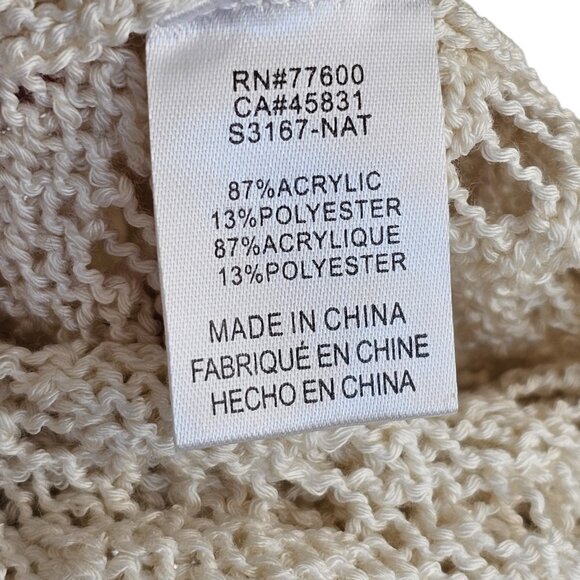 RN#77600
CA#45831
S3167-NAT
87%ACRYLIC
13%POLYESTER
87%ACRYLIQUE
13%POLYESTER
MADE IN CHINA
FABRIQUÉ EN CHINE
HECHO EN CHINA